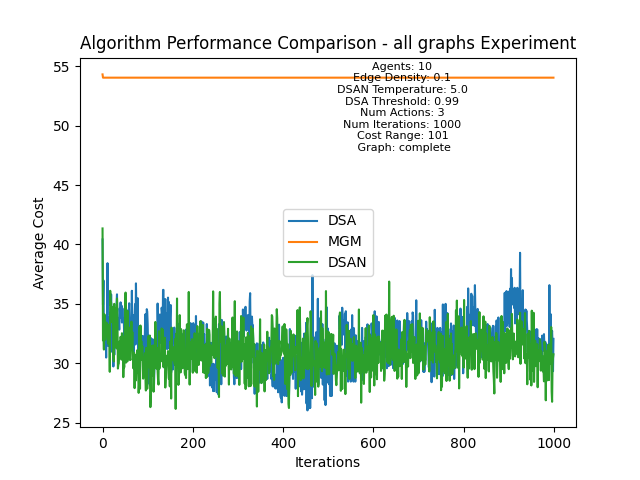 Algorithm Performance Comparison - all graphs Experiment
Agents: 10
Edge Density: 0.1
DSAN Temperature: 5.0
DSA Threshold: 0.99
Num Actions: 3
Num Iterations: 1000
Cost Range: 101
Graph: complete
55
50
45
40
35
30
25
Average Cost
DSA
MGM
DSAN
0
200
400
600
800
1000
Iterations